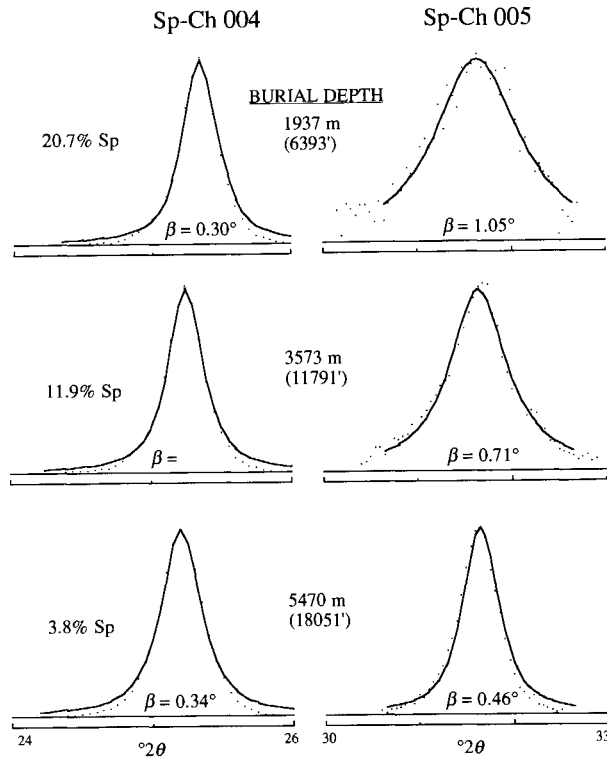 Sp-Ch 004
Sp-Ch 005
BURIAL DEPTH
20.7% Sp
1937 m
(6393')
β = 0.30°
β = 1.05°
11.9% Sp
3573 m
(11791')
β =
β = 0.71°
3.8% Sp
5470 m
(18051')
β = 0.34°
β = 0.46°
24
26
30
33
°2θ
°2θ